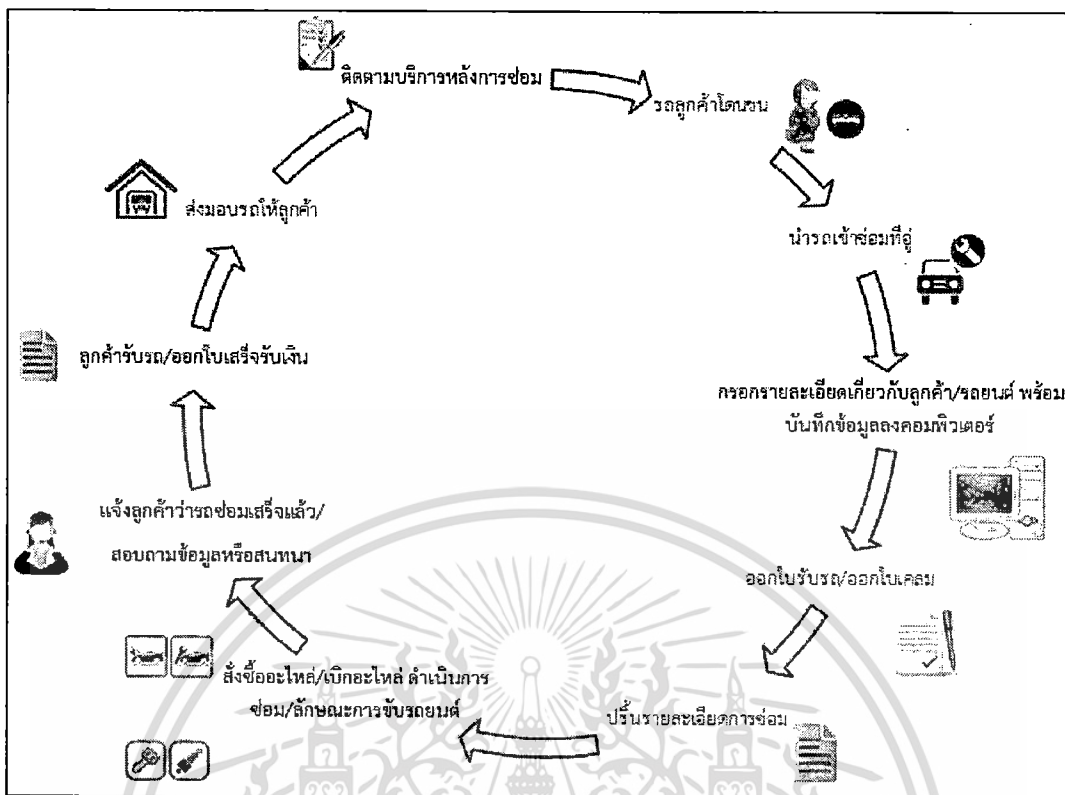 ติดตามบริการหลังการซ่อม
รถลูกค้าโดนชน
นำรถเข้าซ่อมที่อู่
กรอกรายละเอียดเกี่ยวกับลูกค้า/รถยนต์ พร้อม
บันทึกข้อมูลลงคอมพิวเตอร์
ออกใบรับรถ/ออกใบเคลม
ปริ้นรายละเอียดการซ่อม
สั่งซื้ออะไหล่/เบิกอะไหล่ ดำเนินการ
ซ่อม/ลักษณะการขับรถยนต์
แจ้งลูกค้าว่ารถซ่อมเสร็จแล้ว/
สอบถามข้อมูลหรือสนทนา
ลูกค้ารับรถ/ออกใบเสร็จรับเงิน
ส่งมอบรถให้ลูกค้า